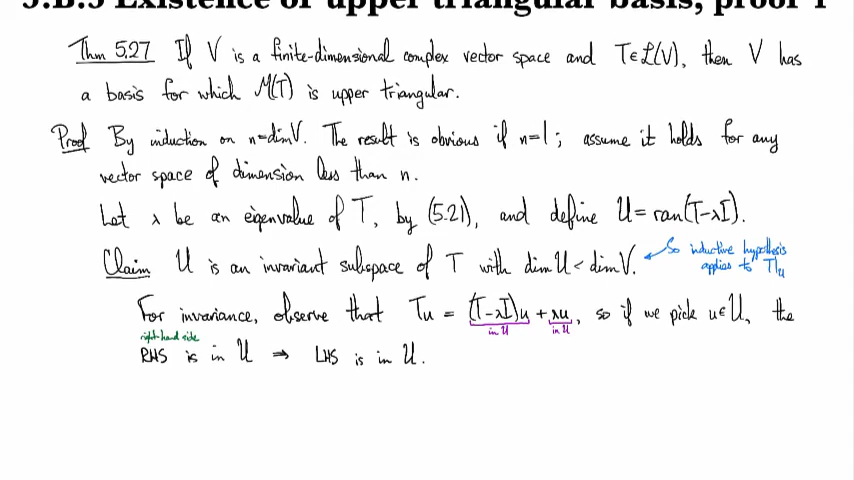 5.B.3 Existence of upper triangular basis, proof 1
Thm 5.27 If V is a finite-dimensional complex vector space and T∈ℒ(V), then V has
a basis for which M(T) is upper triangular.
Proof By induction on n=dimV. The result is obvious if n=1; assume it holds for any
vector space of dimension less than n.
Let λ be an eigenvalue of T, by (5.21), and define U=ran(T-λI).
Claim U is an invariant subspace of T with dim U < dim V. ← So inductive hypothesis
applies to T|_U
For invariance, observe that Tu = (T-λI)u + λu, so if we pick u∈U, the
in U in U
right-hand side
RHS is in U ⇒ LHS is in U.